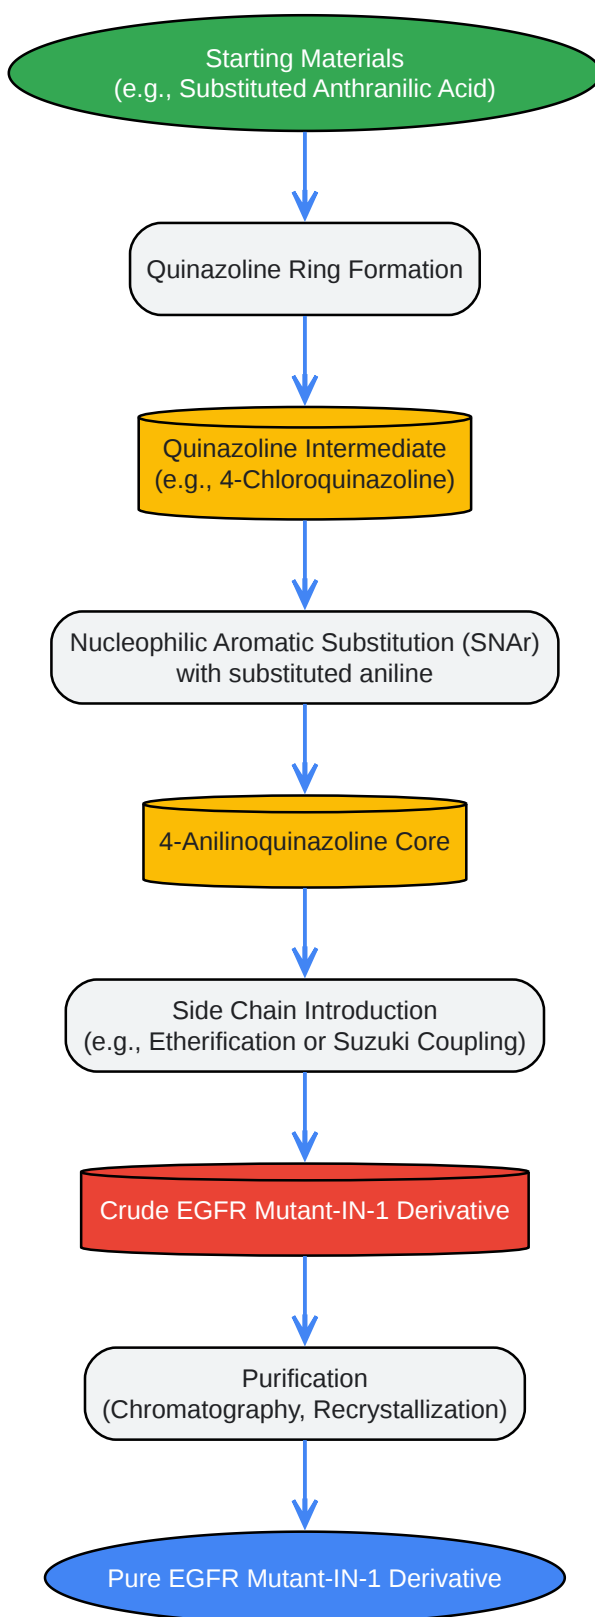 Starting Materials
(e.g., Substituted Anthranilic Acid)
Quinazoline Ring Formation
Quinazoline Intermediate
(e.g., 4-Chloroquinazoline)
Nucleophilic Aromatic Substitution (SNAr)
with substituted aniline
4-Anilinoquinazoline Core
Side Chain Introduction
(e.g., Etherification or Suzuki Coupling)
Crude EGFR Mutant-IN-1 Derivative
Purification
(Chromatography, Recrystallization)
Pure EGFR Mutant-IN-1 Derivative